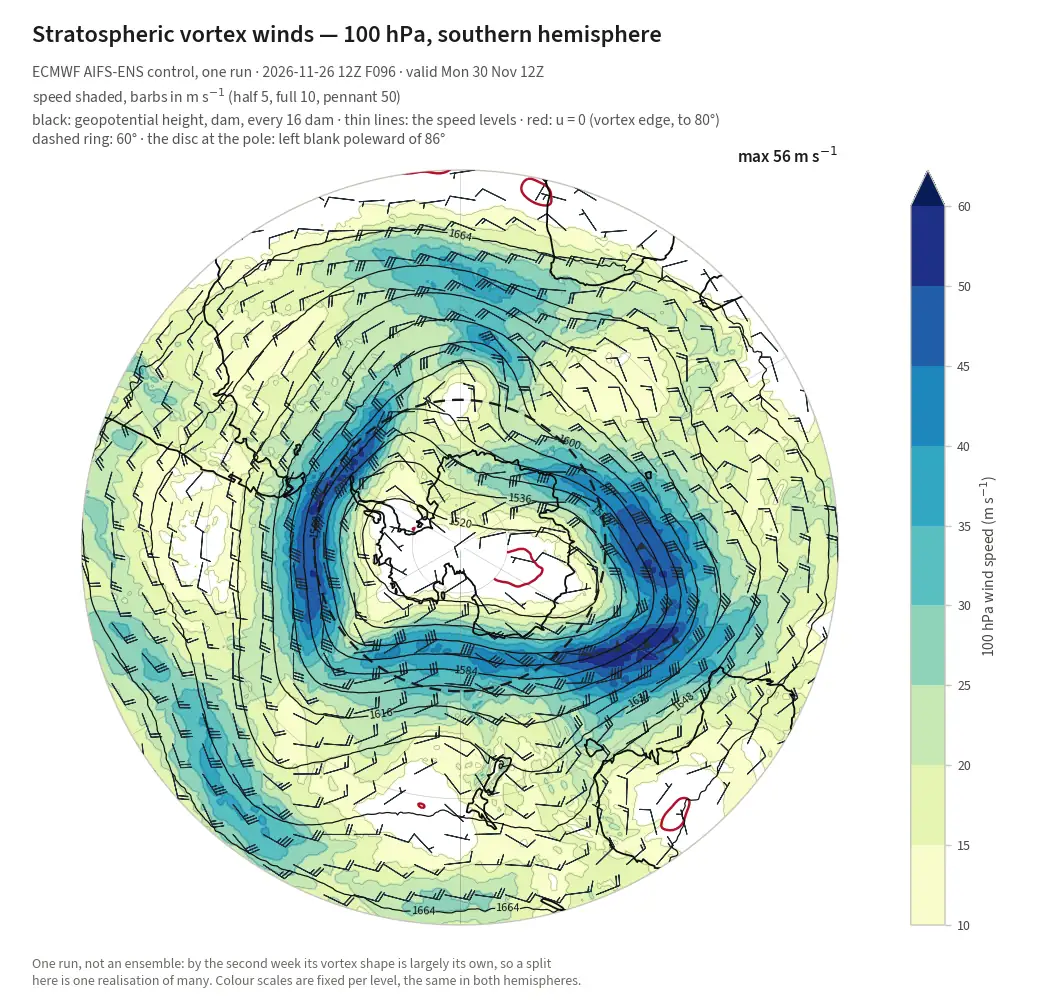 Stratospheric vortex winds — 100 hPa, southern hemisphere
ECMWF AIFS-ENS control, one run · 2026-11-26 12Z F096 · valid Mon 30 Nov 12Z
speed shaded, barbs in m s⁻¹ (half 5, full 10, pennant 50)
black: geopotential height, dam, every 16 dam · thin lines: the speed levels · red: u = 0 (vortex edge, to 80°)
dashed ring: 60° · the disc at the pole: left blank poleward of 86°
max 56 m s⁻¹
60
50
45
40
35
30
25
20
15
10
100 hPa wind speed (m s⁻¹)
1664
1600
1536
1520
1584
1616
1648
1664
1664
One run, not an ensemble: by the second week its vortex shape is largely its own, so a split
here is one realisation of many. Colour scales are fixed per level, the same in both hemispheres.